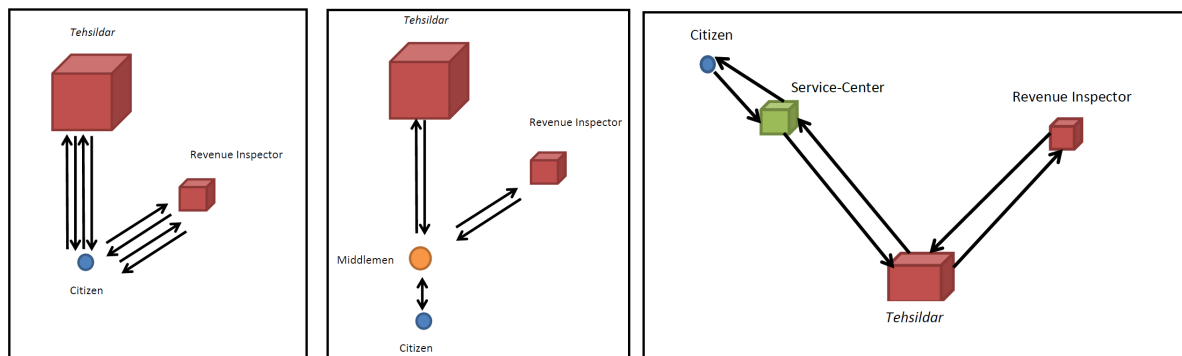 Tehsildar
Revenue Inspector
Citizen
Tehsildar
Revenue Inspector
Middlemen
Citizen
Citizen
Service-Center
Revenue Inspector
Tehsildar